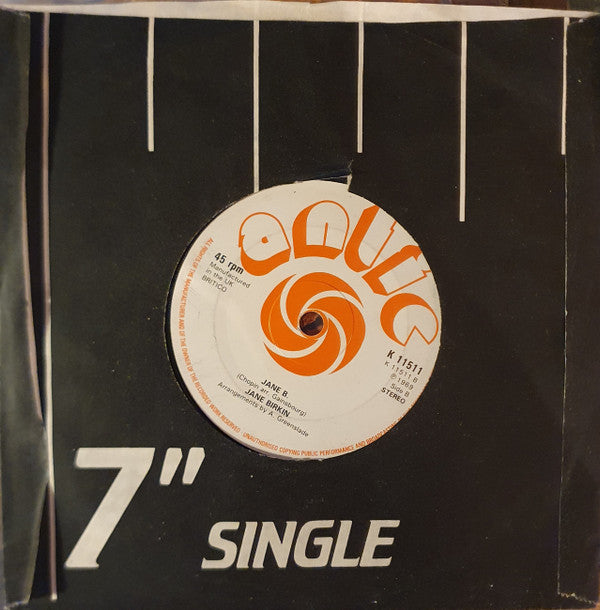 antic
45 rpm
Manufactured
in the UK
BRITICO
K 11511
K 11511 B
℗ 1969
Side B
STEREO
JANE B.
(Chopin arr. Gainsbourg)
JANE BIRKIN
Arrangements by A. Greenslade
ALL RIGHTS OF THE MANUFACTURER AND OF THE OWNER OF THE RECORDED WORK RESERVED · UNAUTHORISED COPYING PUBLIC PERFORMANCE AND BROADCASTING
7" SINGLE